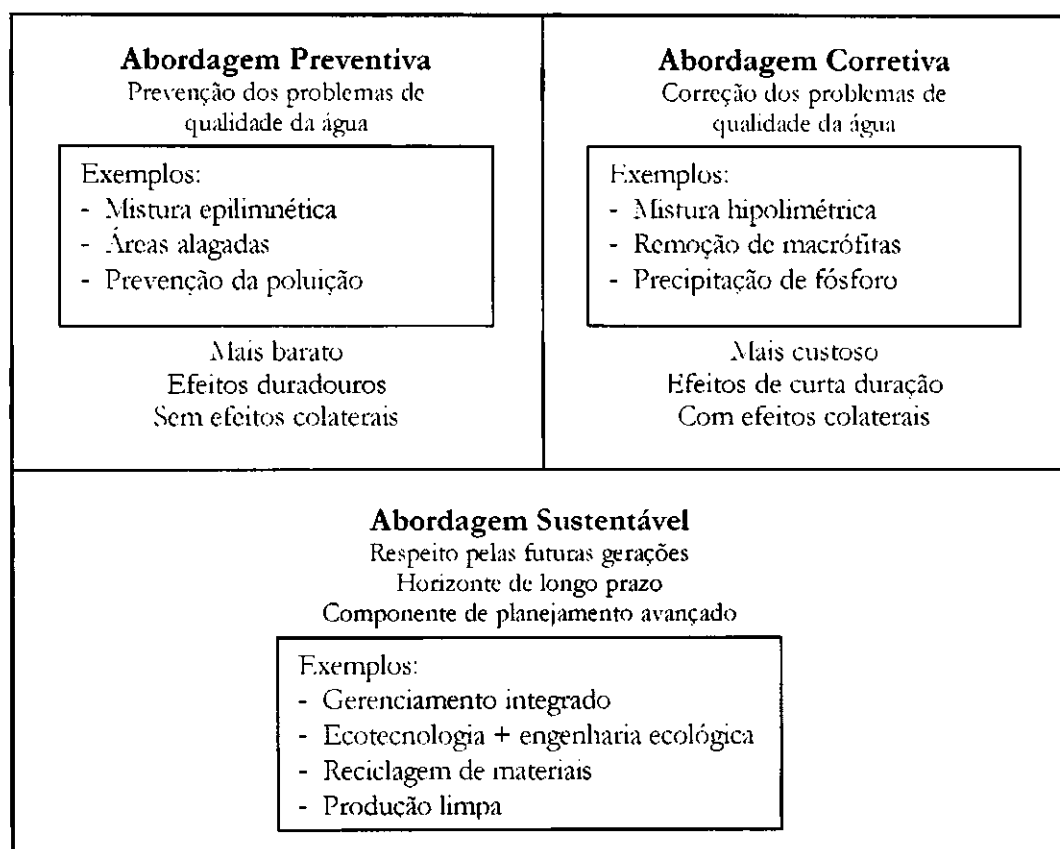 Abordagem Preventiva
Prevenção dos problemas de
qualidade da água
Exemplos:
- Mistura epilimnética
- Áreas alagadas
- Prevenção da poluição
Mais barato
Efeitos duradouros
Sem efeitos colaterais
Abordagem Corretiva
Correção dos problemas de
qualidade da água
Exemplos:
- Mistura hipolimétrica
- Remoção de macrófitas
- Precipitação de fósforo
Mais custoso
Efeitos de curta duração
Com efeitos colaterais
Abordagem Sustentável
Respeito pelas futuras gerações
Horizonte de longo prazo
Componente de planejamento avançado
Exemplos:
- Gerenciamento integrado
- Ecotecnologia + engenharia ecológica
- Reciclagem de materiais
- Produção limpa